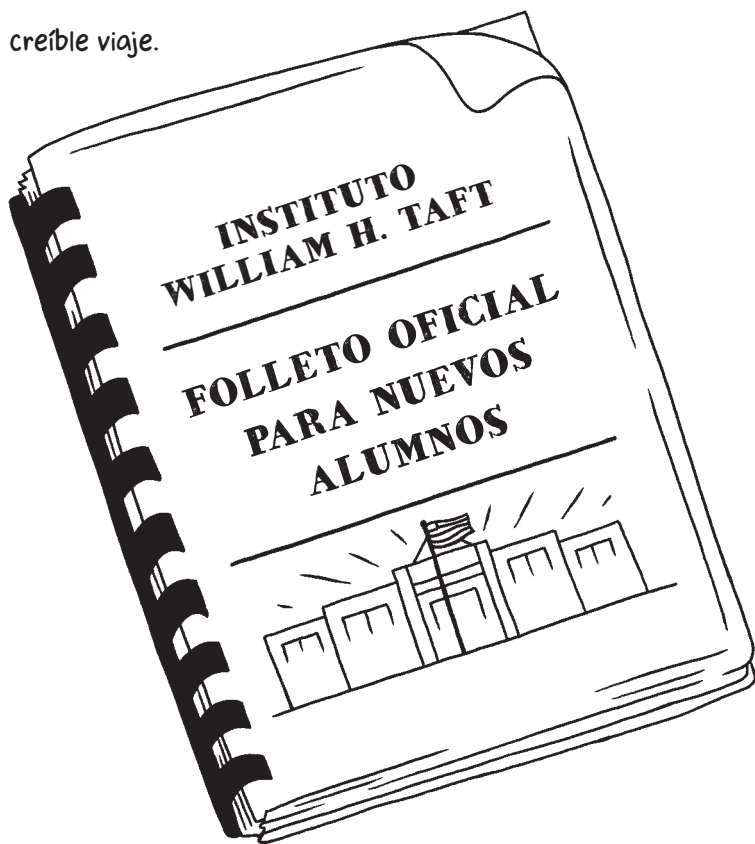 creíble viaje.
INSTITUTO
WILLIAM H. TAFT
FOLLETO OFICIAL
PARA NUEVOS
ALUMNOS